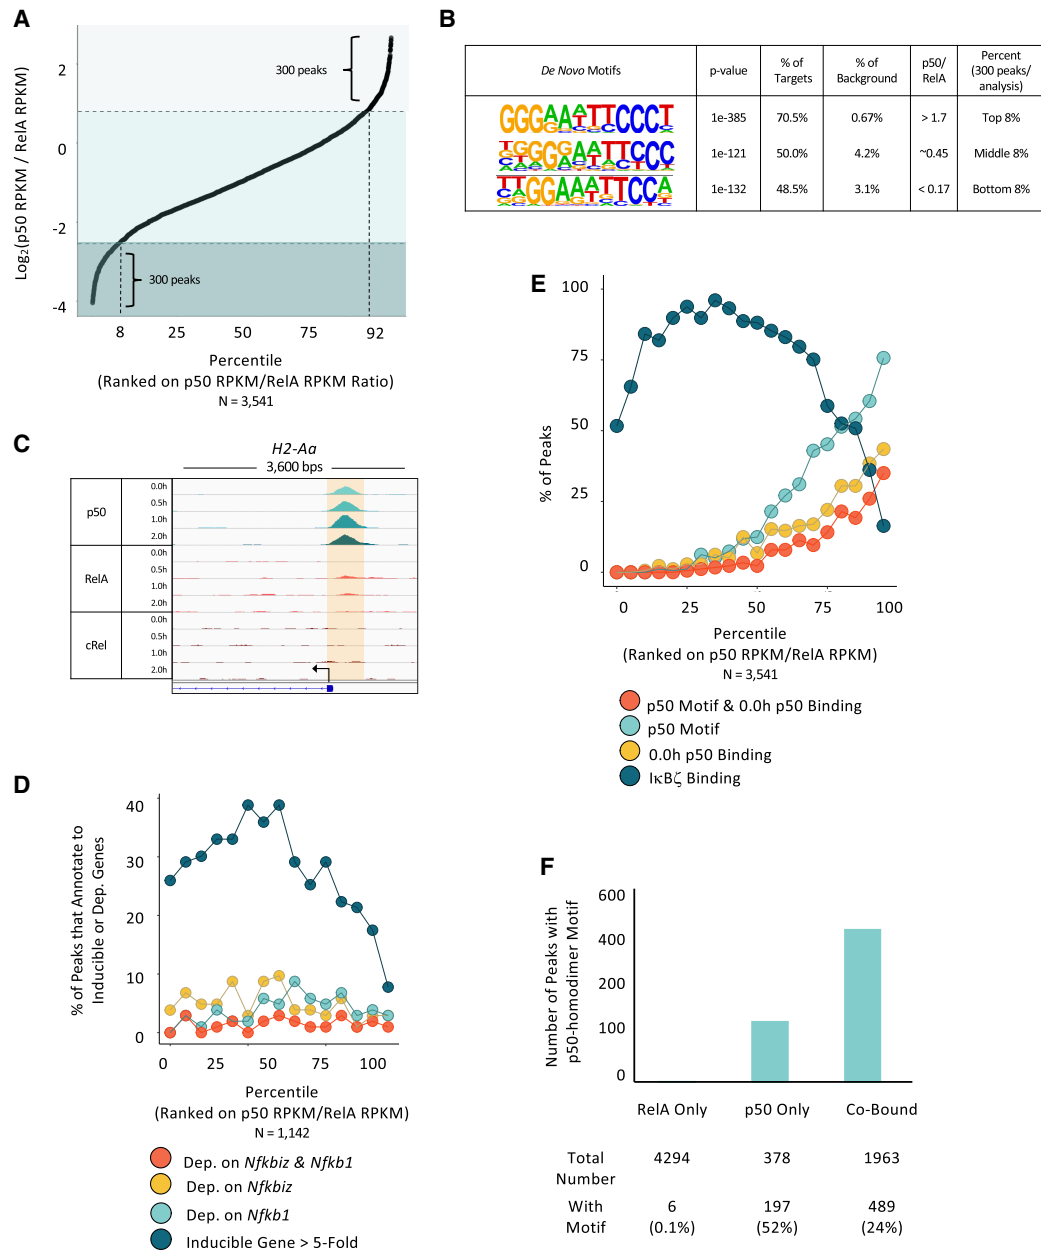 A
Log2(p50 RPKM / RelA RPKM)
2
0
-2
-4
300 peaks
300 peaks
8 25 50 75 92
Percentile
(Ranked on p50 RPKM/RelA RPKM Ratio)
N = 3,541
B
De Novo Motifs p-value % of Targets % of Background p50/RelA Percent (300 peaks/analysis)
GGGAAATTCCCT 1e-385 70.5% 0.67% > 1.7 Top 8%
TGGGGAAATTCCC 1e-121 50.0% 4.2% ~0.45 Middle 8%
TTGGAAATTCCA 1e-132 48.5% 3.1% < 0.17 Bottom 8%
C
H2-Aa
3,600 bps
p50
0.0h
0.5h
1.0h
2.0h
RelA
0.0h
0.5h
1.0h
2.0h
cRel
0.0h
0.5h
1.0h
2.0h
D
% of Peaks that Annotate to
Inducible or Dep. Genes
40
30
20
10
0
0 25 50 75 100
Percentile
(Ranked on p50 RPKM/RelA RPKM)
N = 1,142
Dep. on Nfkbiz & Nfkb1
Dep. on Nfkbiz
Dep. on Nfkb1
Inducible Gene > 5-Fold
E
% of Peaks
100
75
50
25
0
0 25 50 75 100
Percentile
(Ranked on p50 RPKM/RelA RPKM)
N = 3,541
p50 Motif & 0.0h p50 Binding
p50 Motif
0.0h p50 Binding
IκBζ Binding
F
Number of Peaks with
p50-homodimer Motif
600
400
200
100
0
RelA Only p50 Only Co-Bound
Total Number 4294 378 1963
With Motif 6 (0.1%) 197 (52%) 489 (24%)